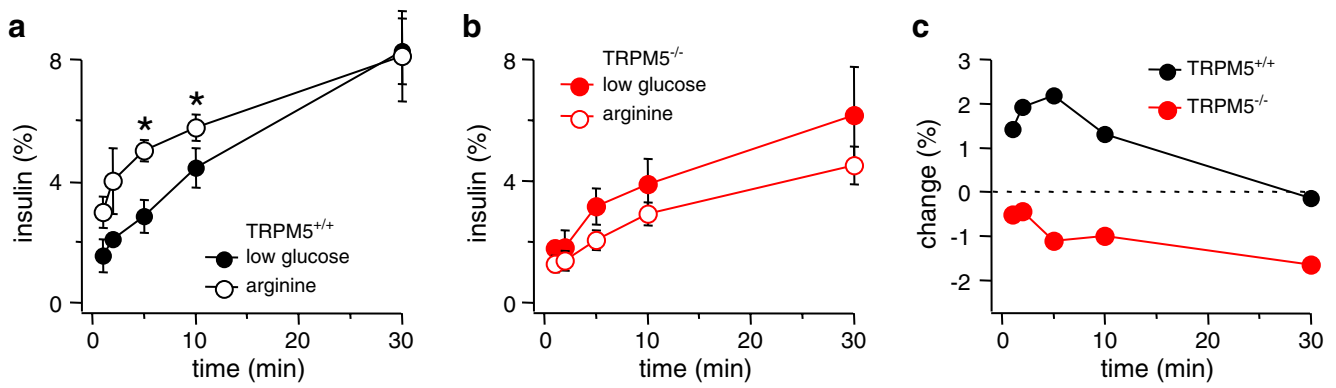 a
insulin (%)
8
4
0
*
*
TRPM5+/+
low glucose
arginine
0
10
20
30
time (min)
b
insulin (%)
8
4
0
TRPM5-/-
low glucose
arginine
0
10
20
30
time (min)
c
change (%)
3
2
1
0
-1
-2
TRPM5+/+
TRPM5-/-
0
10
20
30
time (min)